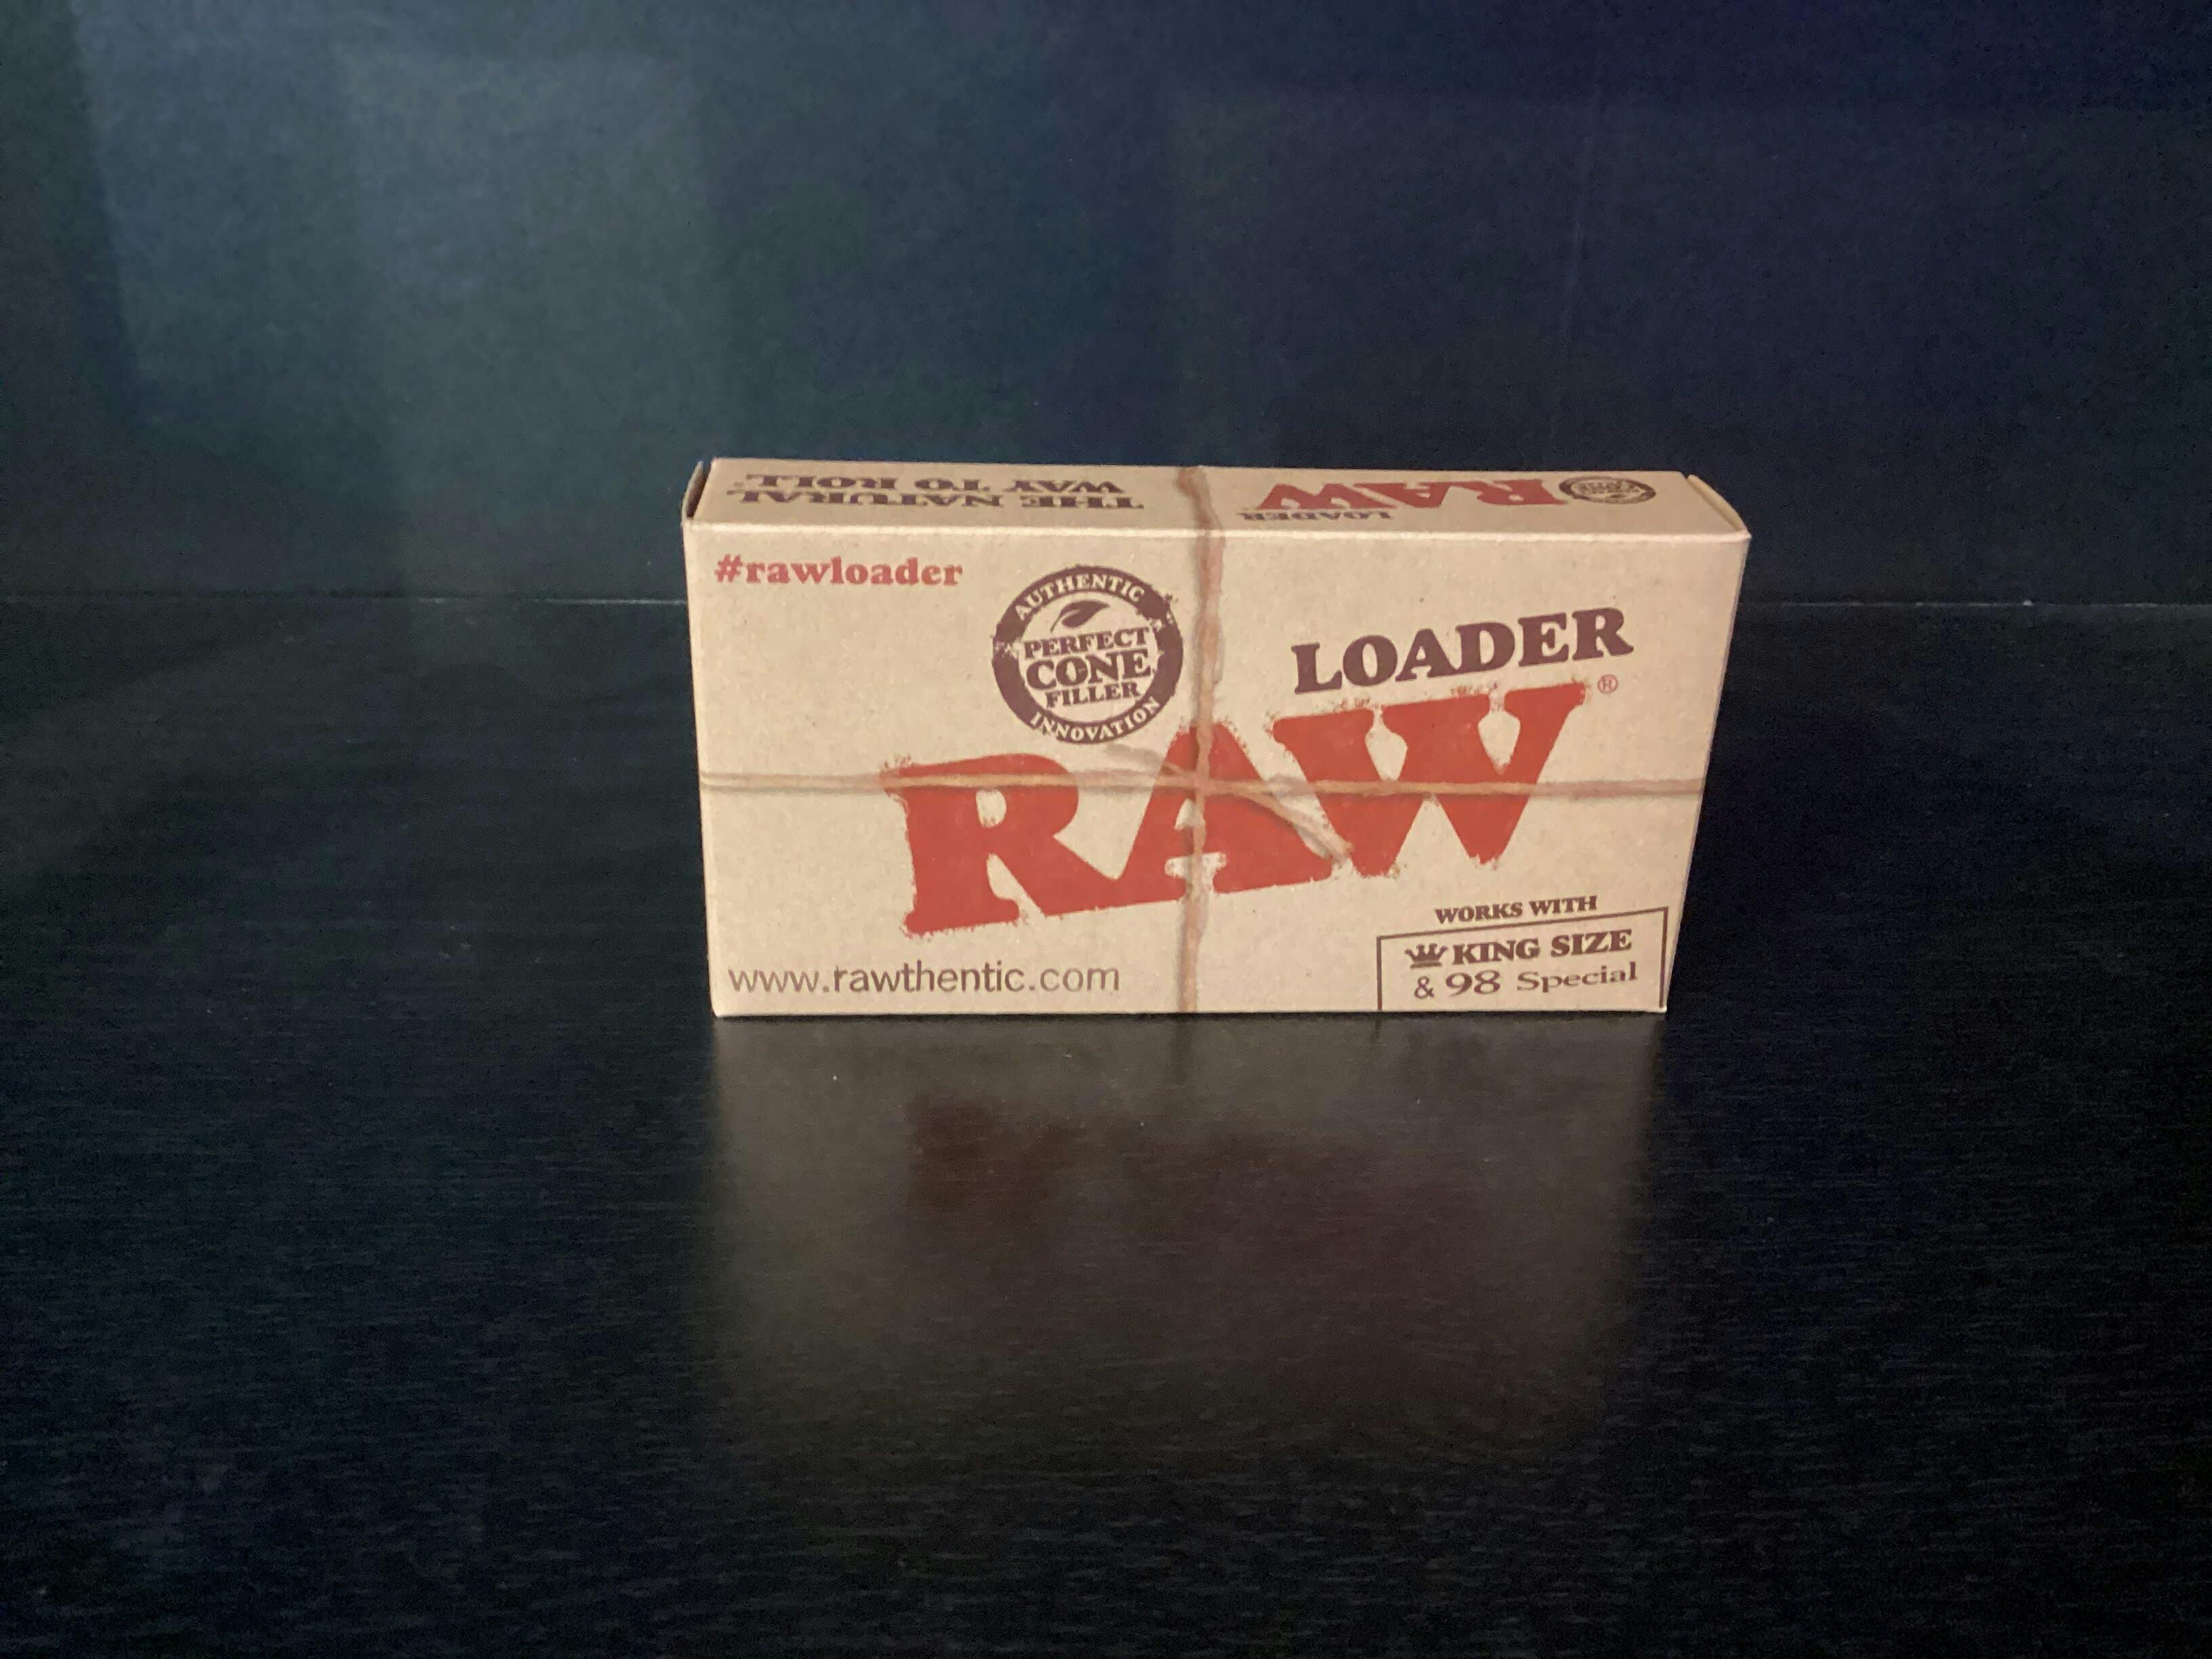 THE NATURAL
WAY TO ROLL
LOADER
RAW
#rawloader
AUTHENTIC
PERFECT
CONE
FILLER
INNOVATION
LOADER
RAW®
WORKS WITH
KING SIZE
& 98 Special
www.rawthentic.com